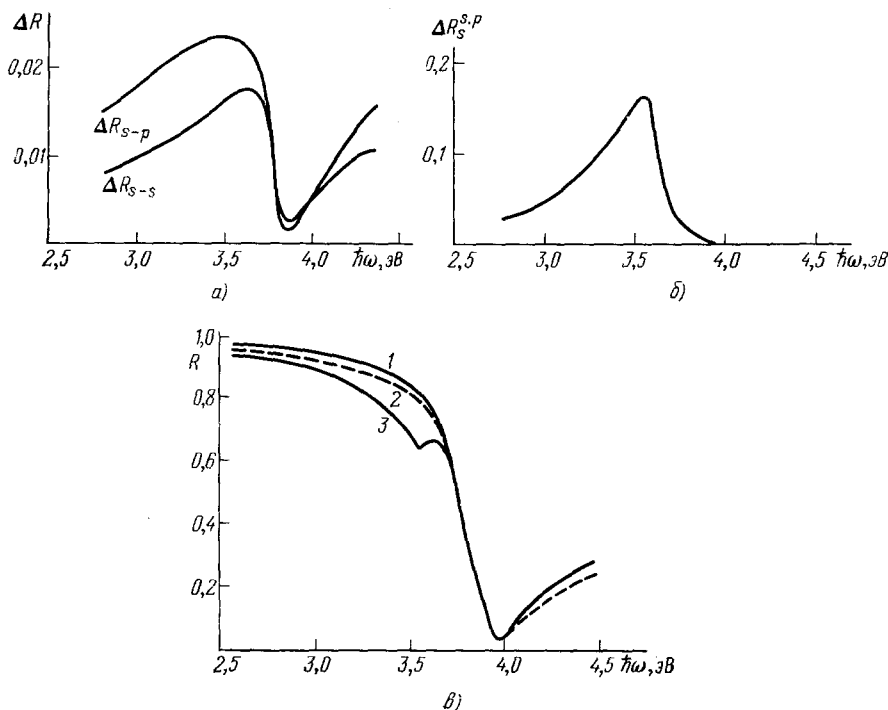 ΔR
0,02
0,01
ΔR_{s-p}
ΔR_{s-s}
2,5 3,0 3,5 4,0 ħω, эВ
а)
ΔR_s^{s.p}
0,2
0,1
2,5 3,0 3,5 4,0 4,5 ħω, эВ
б)
1,0
R
0,8
0,6
0,4
0,2
1
2
3
2,5 3,0 3,5 4,0 4,5 ħω, эВ
в)